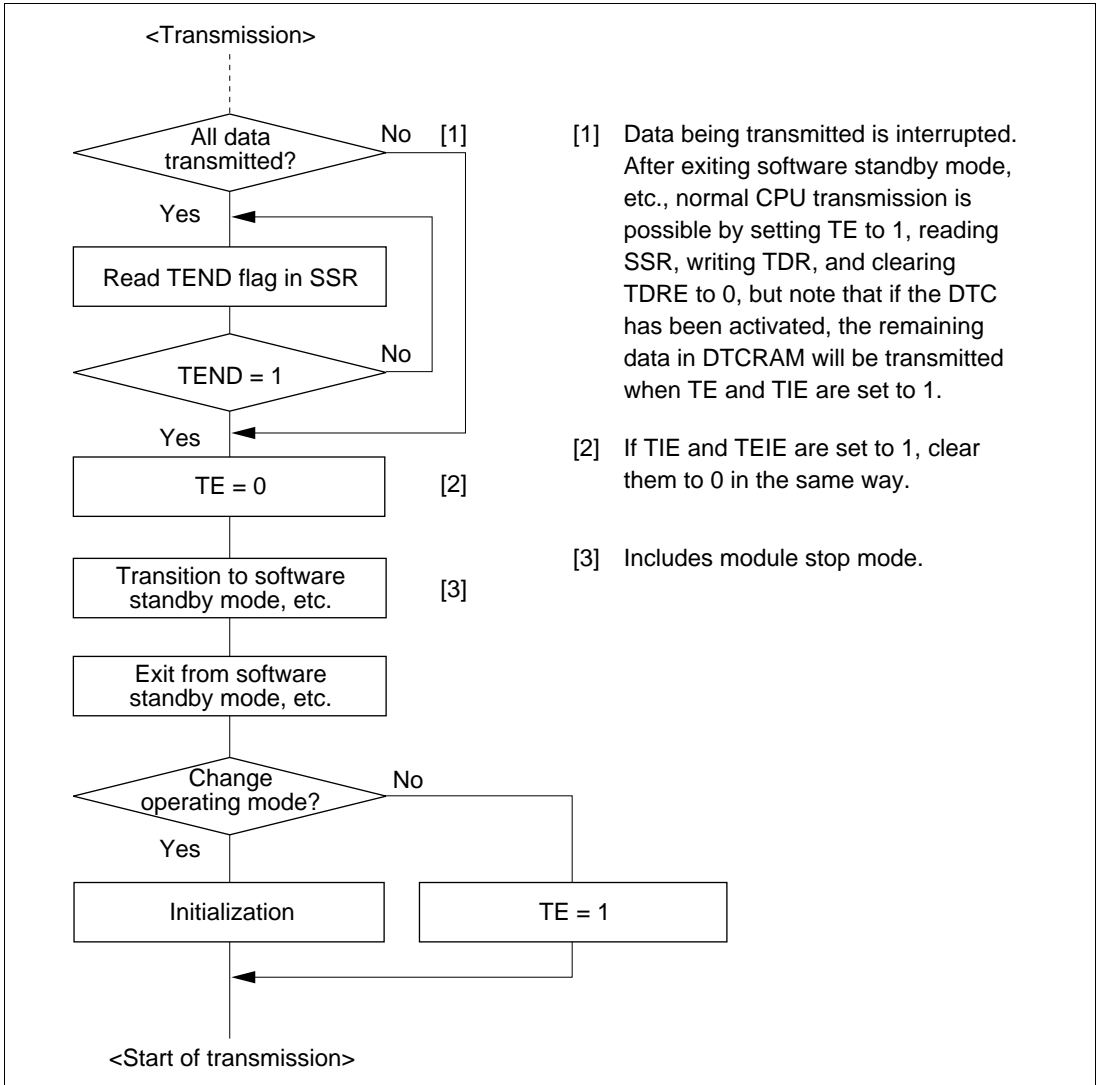 <Transmission>
All data
transmitted?
No
[1]
Yes
Read TEND flag in SSR
TEND = 1
No
Yes
TE = 0
[2]
Transition to software
standby mode, etc.
[3]
Exit from software
standby mode, etc.
Change
operating mode?
No
Yes
Initialization
TE = 1
<Start of transmission>
[1] Data being transmitted is interrupted.
After exiting software standby mode,
etc., normal CPU transmission is
possible by setting TE to 1, reading
SSR, writing TDR, and clearing
TDRE to 0, but note that if the DTC
has been activated, the remaining
data in DTCRAM will be transmitted
when TE and TIE are set to 1.
[2] If TIE and TEIE are set to 1, clear
them to 0 in the same way.
[3] Includes module stop mode.